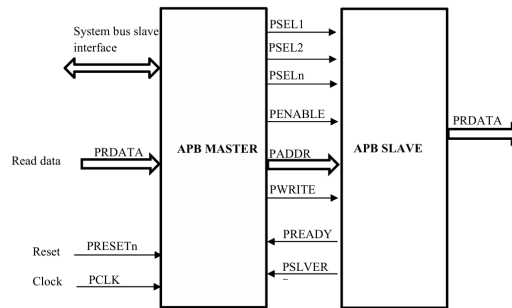 System bus slave
interface
PSEL1
PSEL2
PSELn
PENABLE
PRDATA
Read data
PRDATA
APB MASTER
PADDR
APB SLAVE
PWRITE
PREADY
Reset
PRESETn
PSLVER
Clock
PCLK